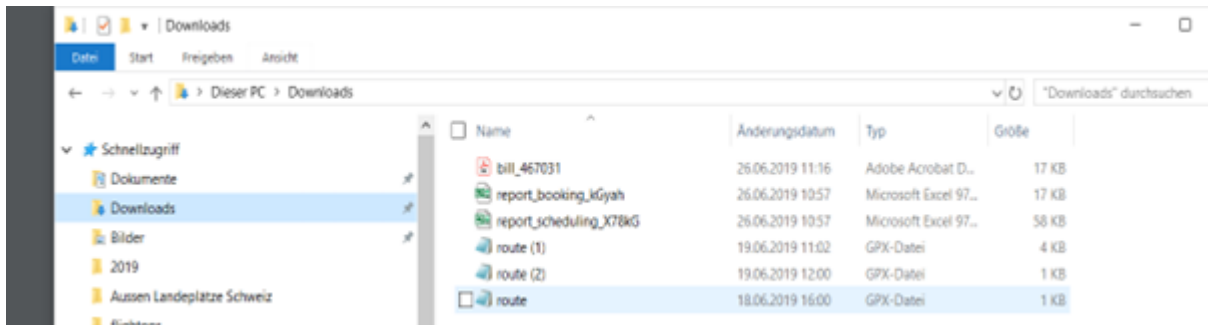 Downloads
Datei Start Freigeben Ansicht
Dieser PC > Downloads "Downloads" durchsuchen
Name Änderungsdatum Typ Größe
Schnellzugriff
Dokumente
Downloads
Bilder
2019
Aussen Landeplätze Schweiz
bill_467031 26.06.2019 11:16 Adobe Acrobat D... 17 KB
report_booking_kGyah 26.06.2019 10:57 Microsoft Excel 97... 17 KB
report_scheduling_X78kG 26.06.2019 10:57 Microsoft Excel 97... 58 KB
route (1) 19.06.2019 11:02 GPX-Datei 4 KB
route (2) 19.06.2019 12:00 GPX-Datei 1 KB
route 18.06.2019 16:00 GPX-Datei 1 KB